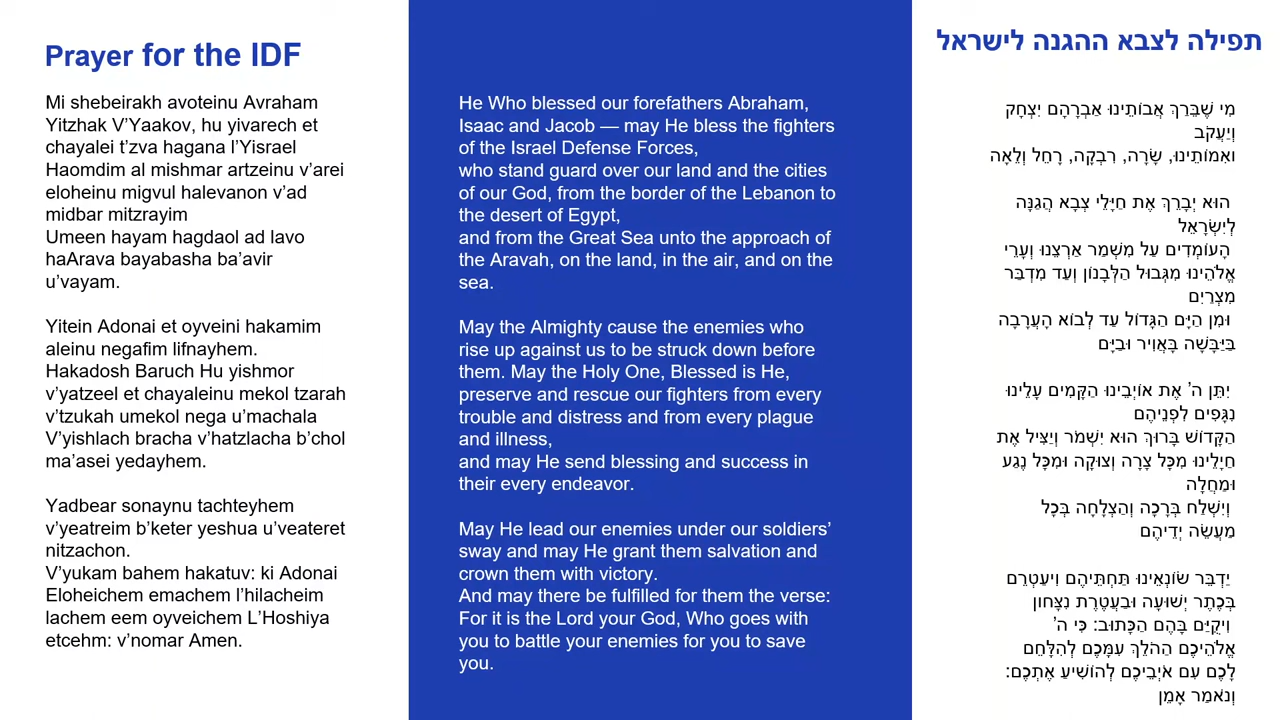 Prayer for the IDF
Mi shebeirakh avoteinu Avraham
Yitzhak V’Yaakov, hu yivarech et
chayalei t’zva hagana l’Yisrael
Haomdim al mishmar artzeinu v’arei
eloheinu migvul halevanon v’ad
midbar mitzrayim
Umeen hayam hagdaol ad lavo
haArava bayabasha ba’avir
u’vayam.
Yitein Adonai et oyveini hakamim
aleinu negafim lifnayhem.
Hakadosh Baruch Hu yishmor
v’yatzeel et chayaleinu mekol tzarah
v’tzukah umekol nega u’machala
V’yishlach bracha v’hatzlacha b’chol
ma’asei yedayhem.
Yadbear sonaynu tachteyhem
v’yeatreim b’keter yeshua u’veateret
nitzachon.
V’yukam bahem hakatuv: ki Adonai
Eloheichem emachem l’hilacheim
lachem eem oyveichem L’Hoshiya
etcehm: v’nomar Amen.
He Who blessed our forefathers Abraham,
Isaac and Jacob — may He bless the fighters
of the Israel Defense Forces,
who stand guard over our land and the cities
of our God, from the border of the Lebanon to
the desert of Egypt,
and from the Great Sea unto the approach of
the Aravah, on the land, in the air, and on the
sea.
May the Almighty cause the enemies who
rise up against us to be struck down before
them. May the Holy One, Blessed is He,
preserve and rescue our fighters from every
trouble and distress and from every plague
and illness,
and may He send blessing and success in
their every endeavor.
May He lead our enemies under our soldiers’
sway and may He grant them salvation and
crown them with victory.
And may there be fulfilled for them the verse:
For it is the Lord your God, Who goes with
you to battle your enemies for you to save
you.
תפילה לצבא ההגנה לישראל
מִי שֶׁבֵּרַךְ אֲבוֹתֵינוּ אַבְרָהָם יִצְחָק
וְיַעֲקֹב
ואִמוֹתֵינוּ, שָׂרָה, רִבְקָה, רָחֵל וְלֵאָה
הוּא יְבָרֵךְ אֶת חַיָּלֵי צְבָא הֲגַנָּה
לְיִשְׂרָאֵל
הָעוֹמְדִים עַל מִשְׁמַר אַרְצֵנוּ וְעָרֵי
אֱלֹהֵינוּ מִגְּבוּל הַלְּבָנוֹן וְעַד מִדְבַּר
מִצְרַיִם
וּמִן הַיָּם הַגָּדוֹל עַד לְבוֹא הָעֲרָבָה
בַּיַּבָּשָׁה בָּאֲוִיר וּבַיָּם
יִתֵּן ה' אֶת אוֹיְבֵינוּ הַקָּמִים עָלֵינוּ
נִגָּפִים לִפְנֵיהֶם
הַקָּדוֹשׁ בָּרוּךְ הוּא יִשְׁמֹר וְיַצִּיל אֶת
חַיָלֵינוּ מִכָּל צָרָה וְצוּקָה וּמִכָּל נֶגַע
וּמַחֲלָה
וְיִשְׁלַח בְּרָכָה וְהַצְלָחָה בְּכָל
מַעֲשֵׂה יְדֵיהֶם
יַדְבֵּר שׂוֹנְאֵינוּ תַּחְתֵּיהֶם וִיעַטְּרֵם
בְּכֶתֶר יְשׁוּעָה וּבַעֲטֶרֶת נִצָּחוֹן
וִיקֻיַּם בָּהֶם הַכָּתוּב: כִּי ה'
אֱלֹהֵיכֶם הַהֹלֵךְ עִמָּכֶם לְהִלָּחֵם
לָכֶם עִם אֹיְבֵיכֶם לְהוֹשִׁיעַ אֶתְכֶם:
וְנֹאמַר אָמֵן